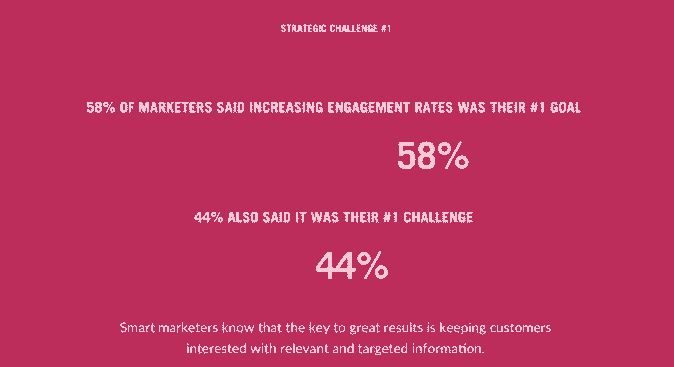 STRATEGIC CHALLENGE #1
58% OF MARKETERS SAID INCREASING ENGAGEMENT RATES WAS THEIR #1 GOAL
58%
44% ALSO SAID IT WAS THEIR #1 CHALLENGE
44%
Smart marketers know that the key to great results is keeping customers
interested with relevant and targeted information.